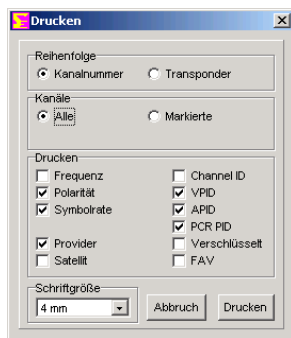 Drucken
Reihenfolge
Kanalnummer Transponder
Kanäle
Alle Markierte
Drucken
Frequenz Channel ID
Polarität VPID
Symbolrate APID
PCR PID
Provider Verschlüsselt
Satellit FAV
Schriftgröße
4 mm Abbruch Drucken